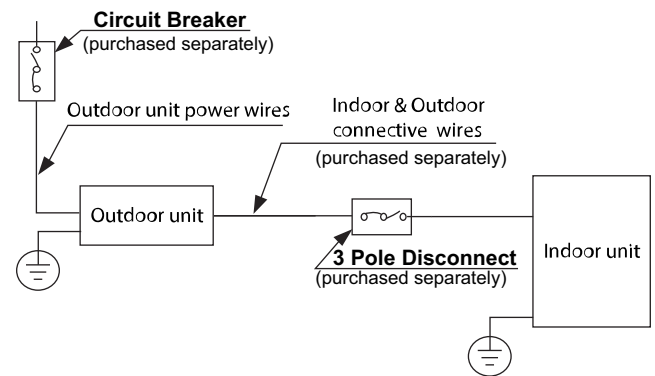 Circuit Breaker
(purchased separately)
Outdoor unit power wires
Indoor & Outdoor
connective wires
(purchased separately)
Outdoor unit
3 Pole Disconnect
(purchased separately)
Indoor unit